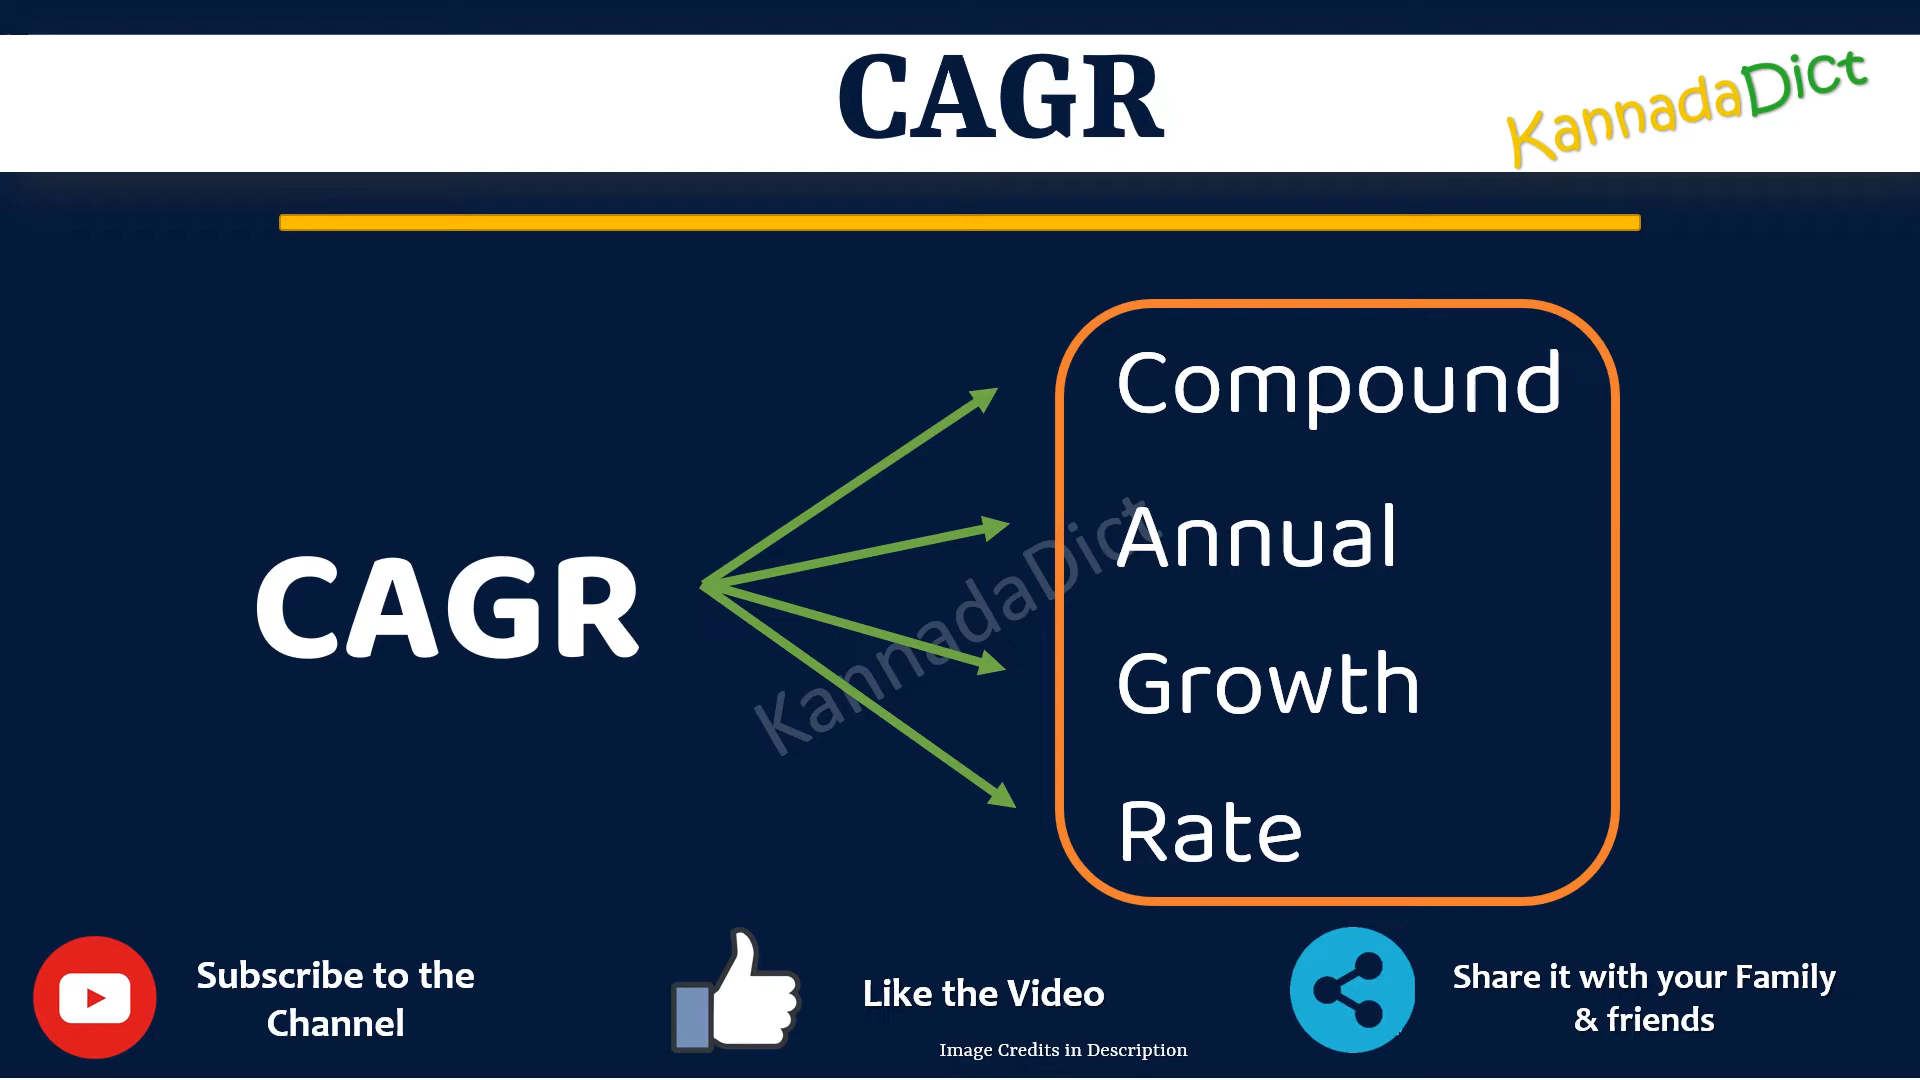 CAGR
KannadaDict
CAGR
Compound
Annual
Growth
Rate
KannadaDict
Subscribe to the
Channel
Like the Video
Share it with your Family
& friends
Image Credits in Description